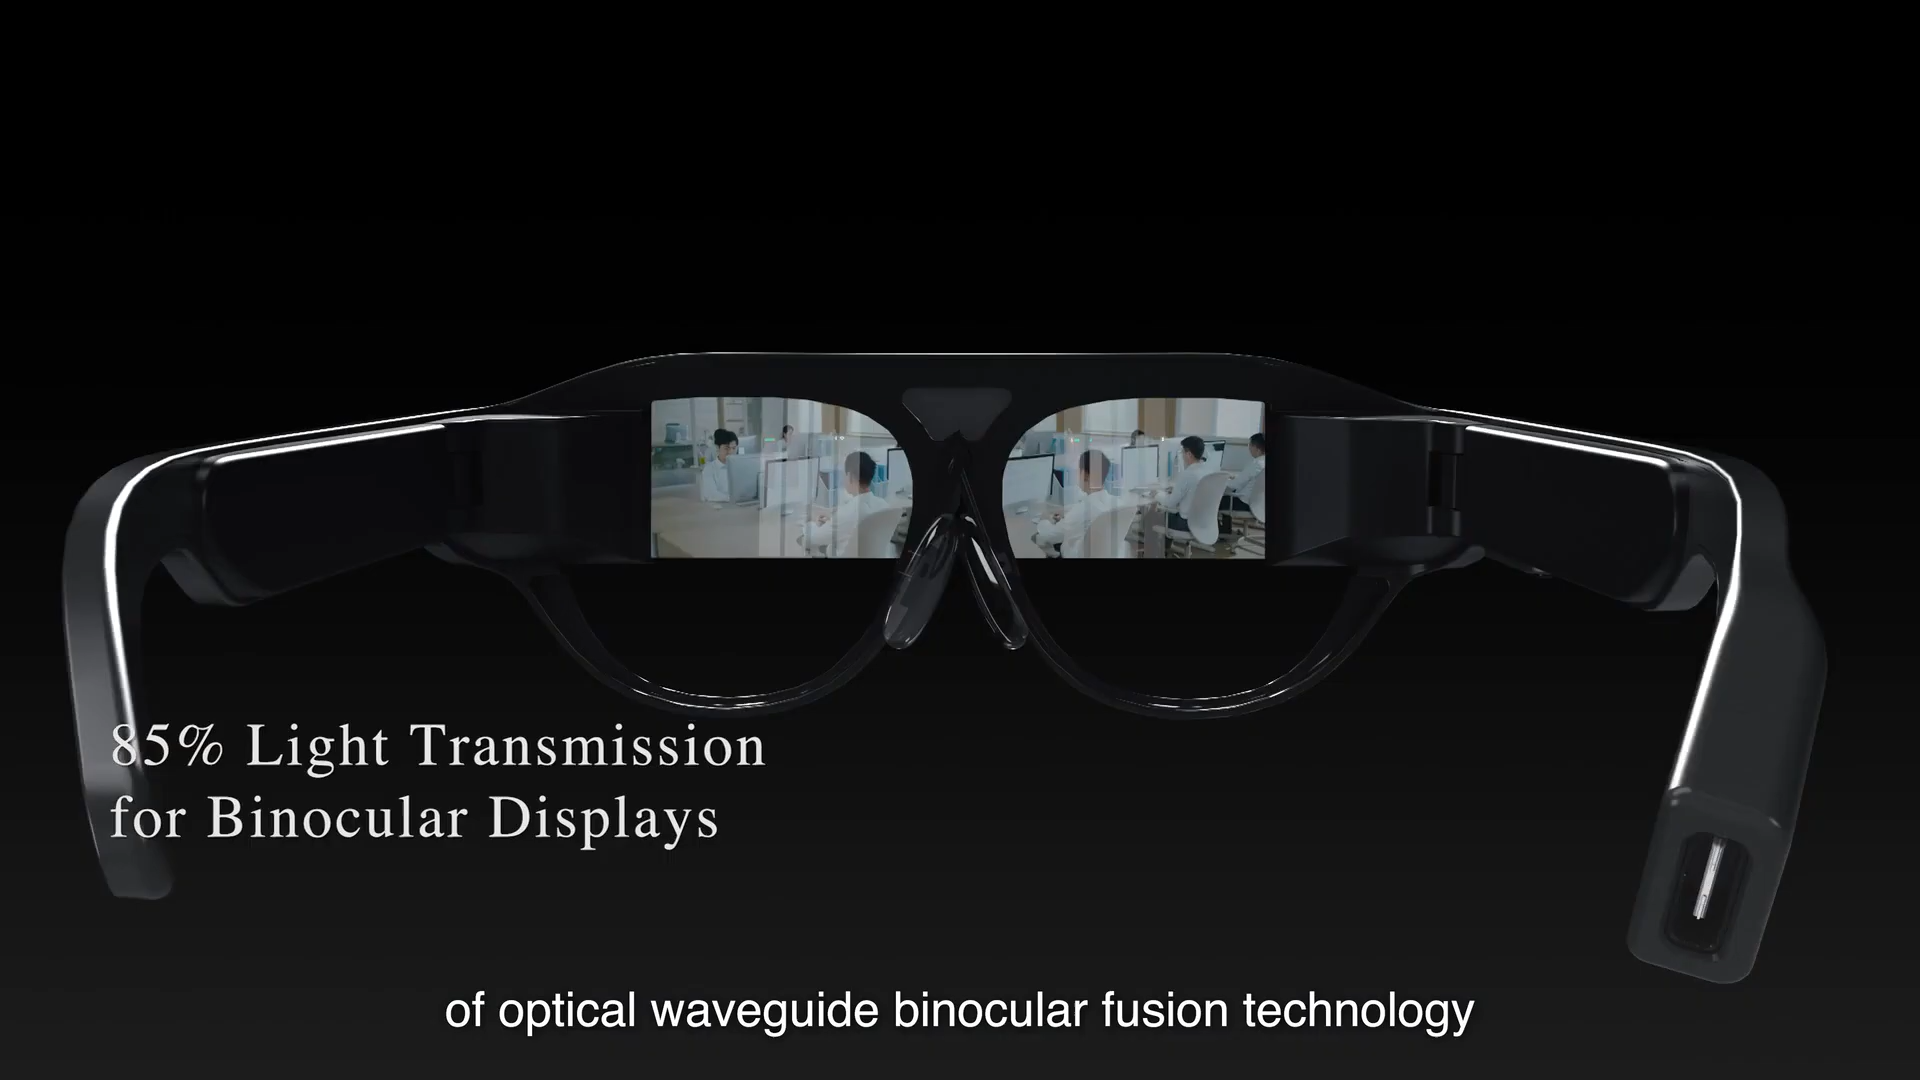 85% Light Transmission
for Binocular Displays
of optical waveguide binocular fusion technology